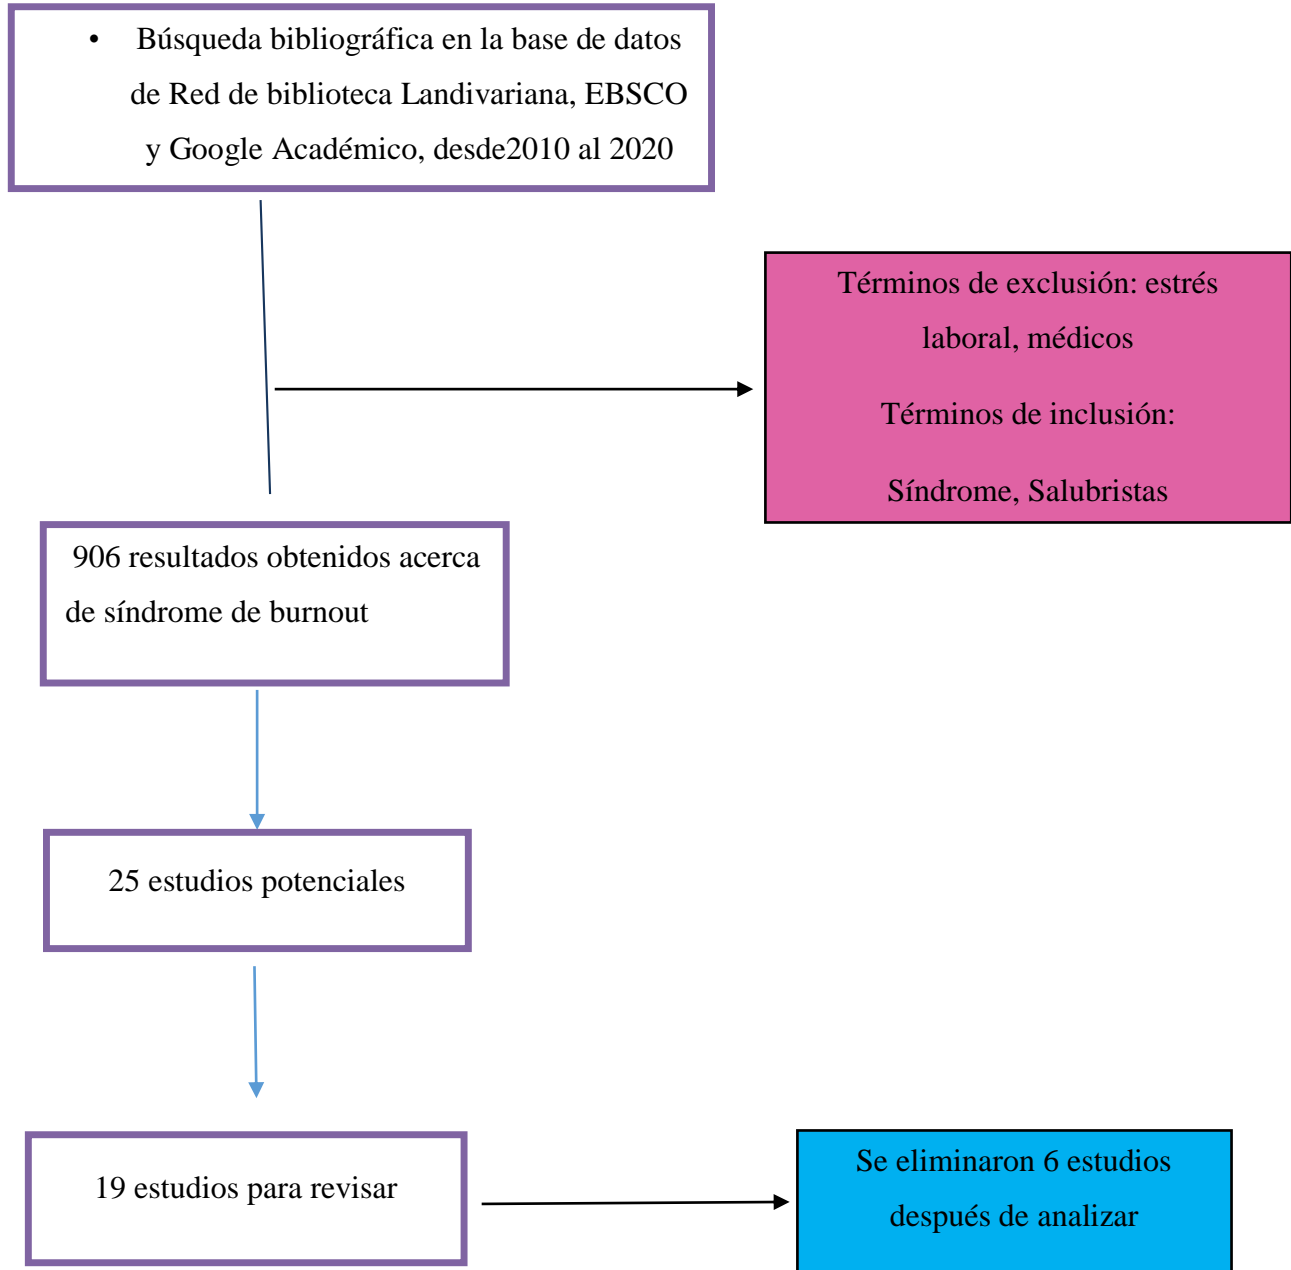 • Búsqueda bibliográfica en la base de datos
de Red de biblioteca Landivariana, EBSCO
y Google Académico, desde2010 al 2020
Términos de exclusión: estrés
laboral, médicos
Términos de inclusión:
Síndrome, Salubristas
906 resultados obtenidos acerca
de síndrome de burnout
25 estudios potenciales
19 estudios para revisar
Se eliminaron 6 estudios
después de analizar